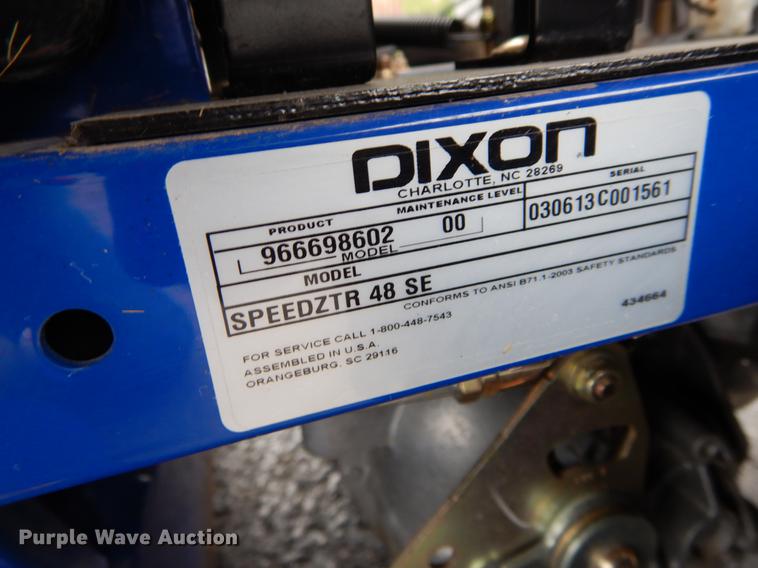 DIXON
CHARLOTTE, NC 28269
PRODUCT MAINTENANCE LEVEL SERIAL
966698602 00 030613C001561
MODEL
MODEL
SPEEDZTR 48 SE
CONFORMS TO ANSI B71.1-2003 SAFETY STANDARDS
FOR SERVICE CALL 1-800-448-7543
434664
ASSEMBLED IN U.S.A.
ORANGEBURG, SC 29116
Purple Wave Auction®